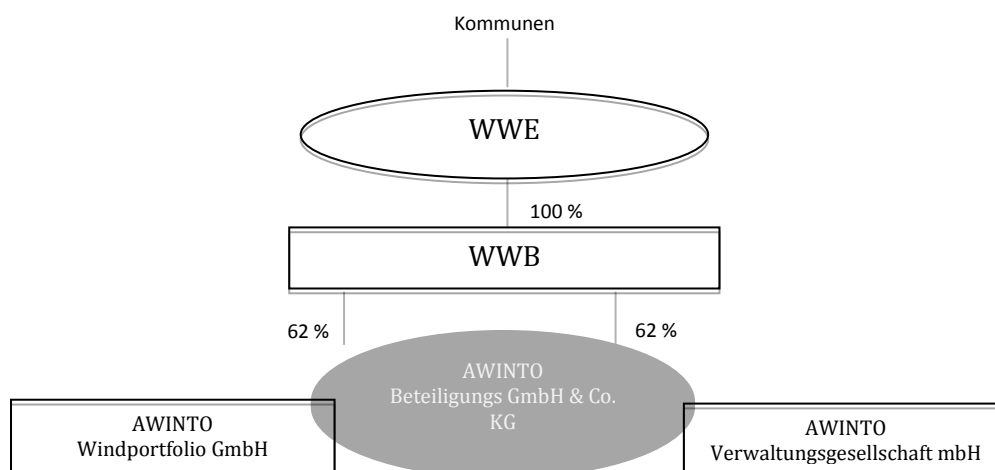 Kommunen
WWE
100 %
WWB
62 %
62 %
AWINTO
Beteiligungs GmbH & Co.
KG
AWINTO
Windportfolio GmbH
AWINTO
Verwaltungsgesellschaft mbH